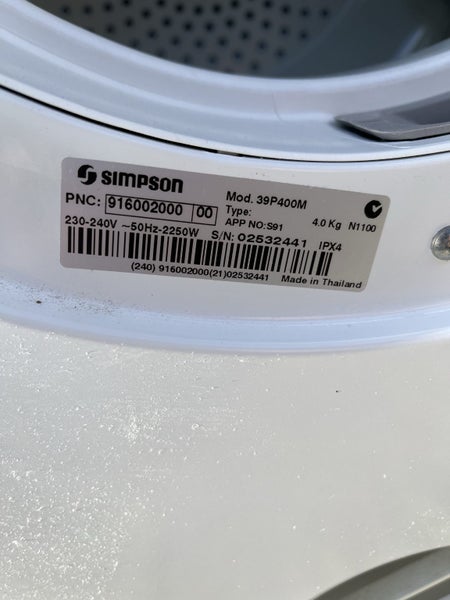 SIMPSON
Mod. 39P400M
PNC: 916002000 00
Type:
APP NO:S91 4.0 Kg N1100
230-240V ~50Hz-2250W S/N: 02532441 IPX4
(240) 916002000(21)02532441 Made in Thailand